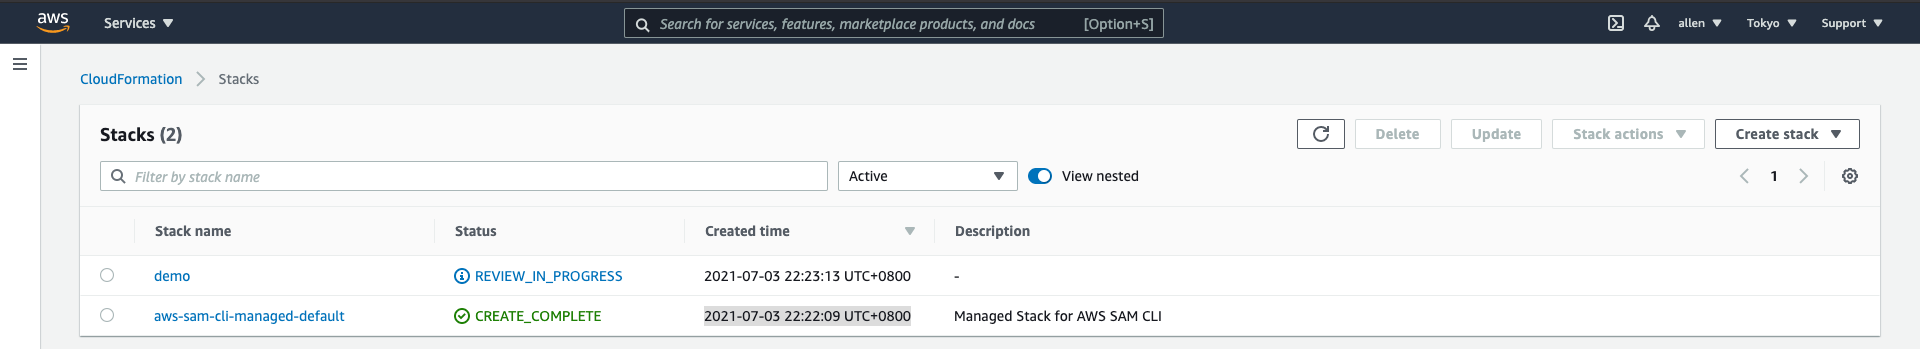 aws Services Search for services, features, marketplace products, and docs [Option+S] allen Tokyo Support
CloudFormation Stacks
Stacks (2) Delete Update Stack actions Create stack
Filter by stack name Active View nested 1
Stack name Status Created time Description
demo REVIEW_IN_PROGRESS 2021-07-03 22:23:13 UTC+0800 -
aws-sam-cli-managed-default CREATE_COMPLETE 2021-07-03 22:22:09 UTC+0800 Managed Stack for AWS SAM CLI